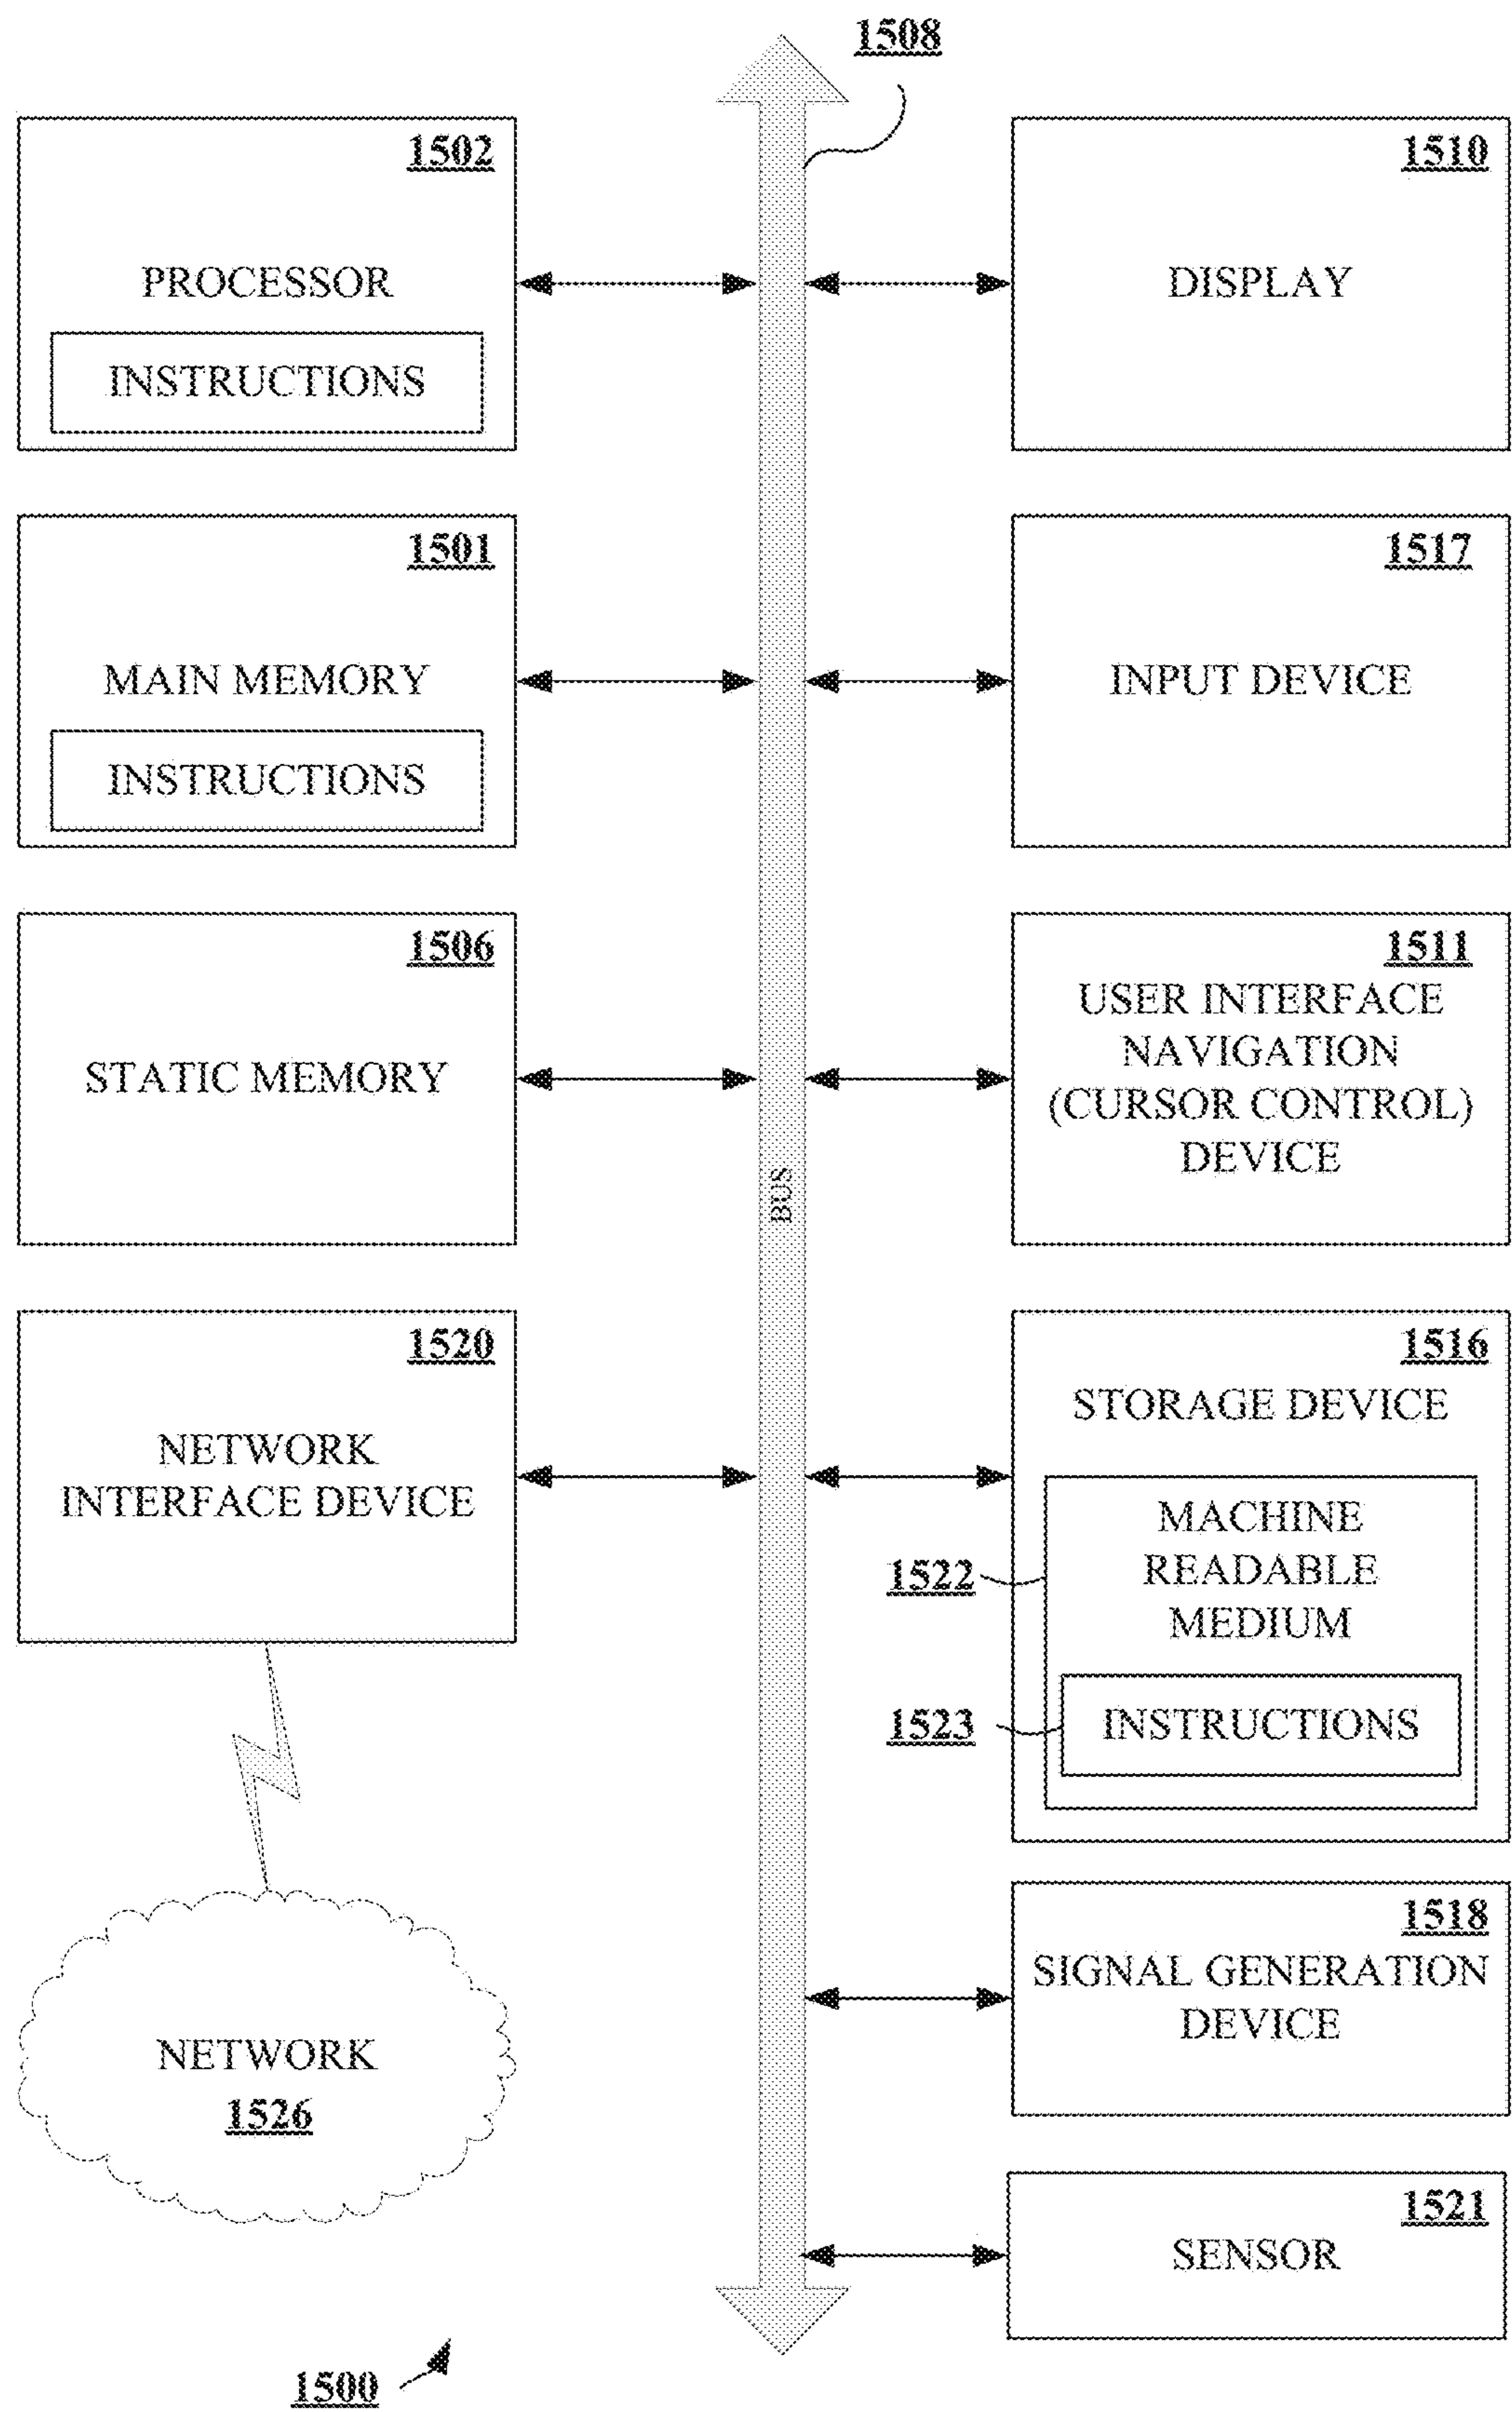 1508
1502
PROCESSOR
INSTRUCTIONS
1510
DISPLAY
1501
MAIN MEMORY
INSTRUCTIONS
1517
INPUT DEVICE
1506
STATIC MEMORY
1511
USER INTERFACE
NAVIGATION
(CURSOR CONTROL)
DEVICE
BUS
1520
NETWORK
INTERFACE DEVICE
1516
STORAGE DEVICE
1522
MACHINE
READABLE
MEDIUM
1523
INSTRUCTIONS
1518
SIGNAL GENERATION
DEVICE
NETWORK
1526
1521
SENSOR
1500